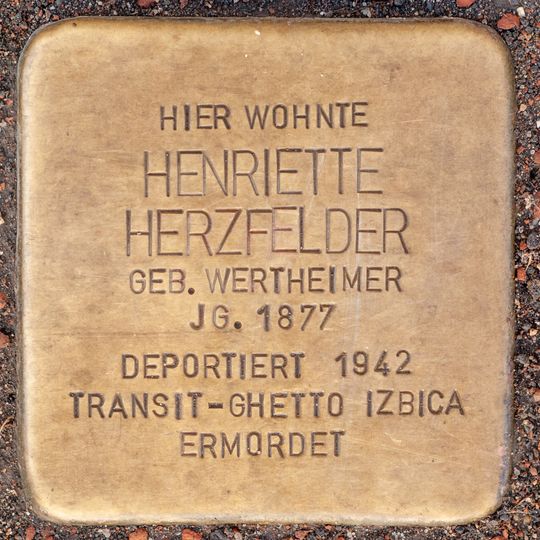 HIER WOHNTE
HENRIETTE
HERZFELDER
GEB. WERTHEIMER
JG. 1877
DEPORTIERT 1942
TRANSIT-GHETTO IZBICA
ERMORDET